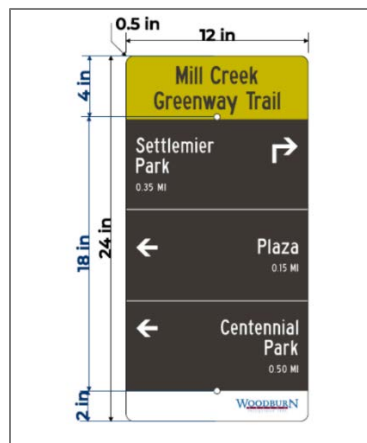 0.5 in
12 in
4 in
Mill Creek
Greenway Trail
Settlemier
Park
0.35 MI
24 in
18 in
Plaza
0.15 MI
Centennial
Park
0.50 MI
2 in
WOODBURN